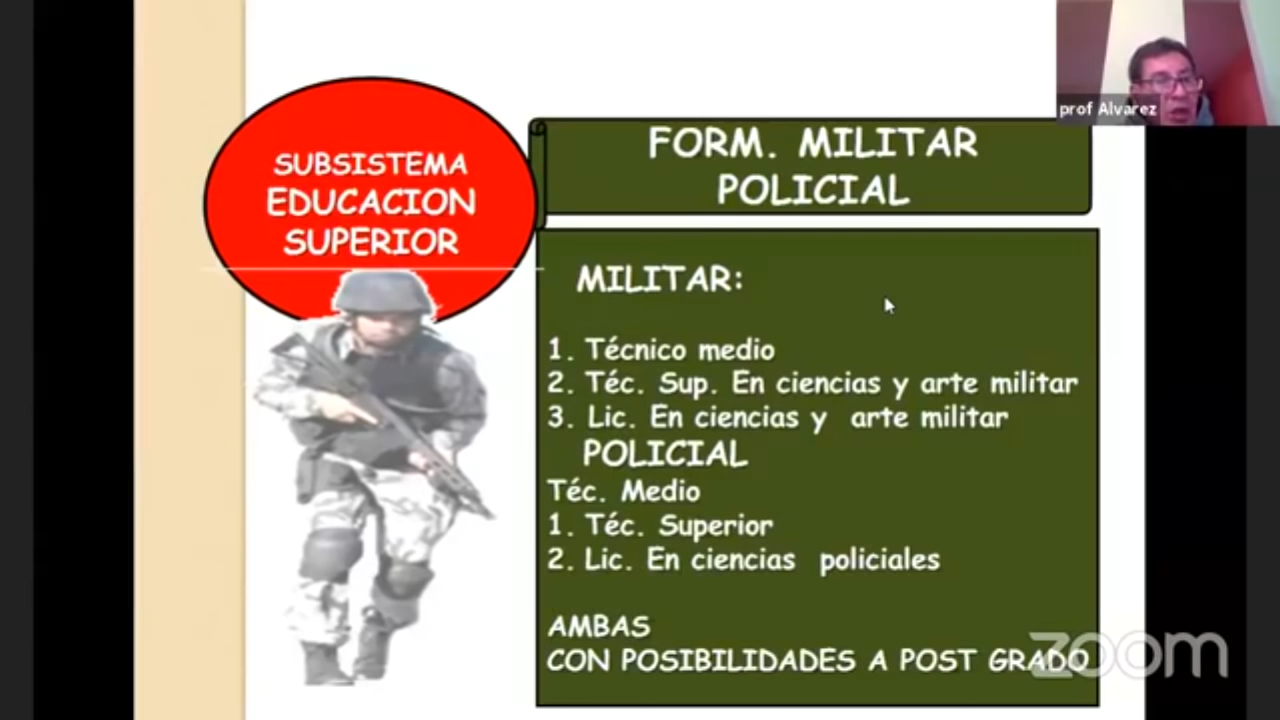 prof Alvarez
SUBSISTEMA
EDUCACION
SUPERIOR
FORM. MILITAR
POLICIAL
MILITAR:
1. Técnico medio
2. Téc. Sup. En ciencias y arte militar
3. Lic. En ciencias y arte militar
POLICIAL
Téc. Medio
1. Téc. Superior
2. Lic. En ciencias policiales
AMBAS
CON POSIBILIDADES A POST GRADO
zoom